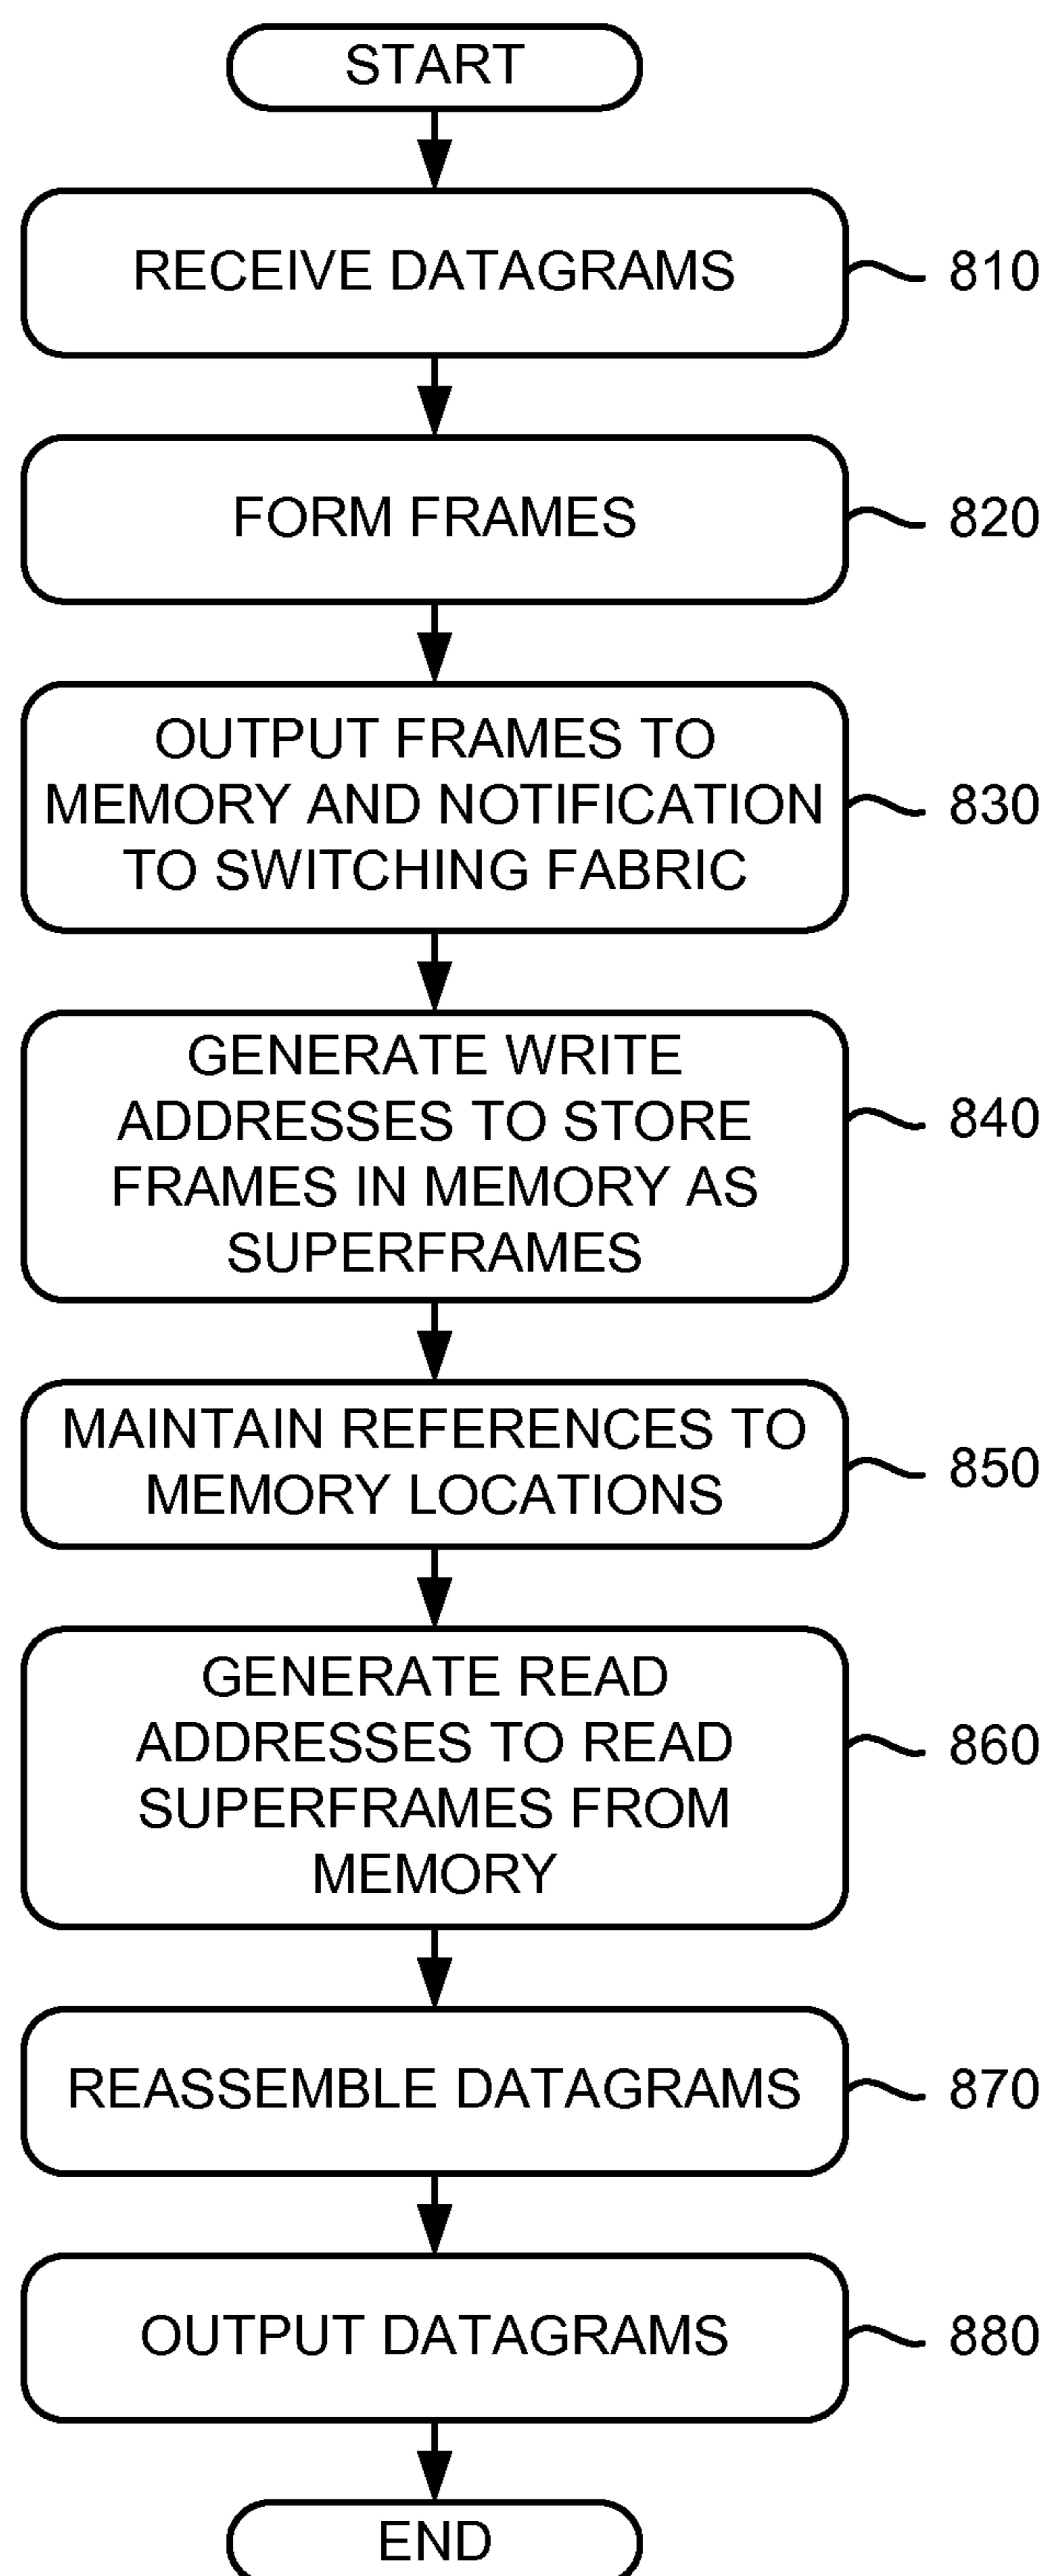 START
RECEIVE DATAGRAMS
810
FORM FRAMES
820
OUTPUT FRAMES TO
MEMORY AND NOTIFICATION
TO SWITCHING FABRIC
830
GENERATE WRITE
ADDRESSES TO STORE
FRAMES IN MEMORY AS
SUPERFRAMES
840
MAINTAIN REFERENCES TO
MEMORY LOCATIONS
850
GENERATE READ
ADDRESSES TO READ
SUPERFRAMES FROM
MEMORY
860
REASSEMBLE DATAGRAMS
870
OUTPUT DATAGRAMS
880
END